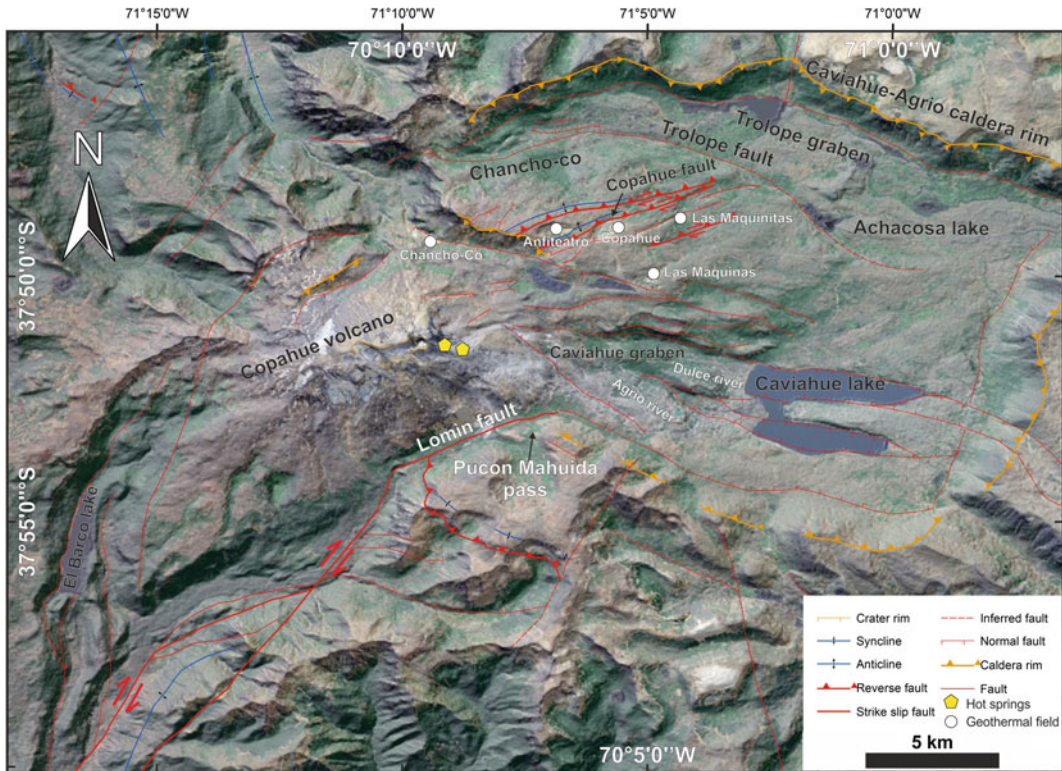 71°15'0"W
71°10'0"W
71°5'0"W
71°0'0"W
70°10'0''W
71°0'0''W
Caviahue-Agrio caldera rim
Trolope graben
Trolope fault
Chancho-co
Copahue fault
N
Las Maquinitas
Achacosa lake
Anfiteatro
Copahue
Chancho-Co
Las Maquinas
37°50'0''°S
Copahue volcano
Caviahue graben
Dulce river
Caviahue lake
Agrio river
Lomin fault
Pucon Mahuida
pass
37°55'0''°S
El Barco lake
70°5'0''W
Crater rim
Syncline
Anticline
Reverse fault
Strike slip fault
Inferred fault
Normal fault
Caldera rim
Fault
Hot springs
Geothermal field
5 km